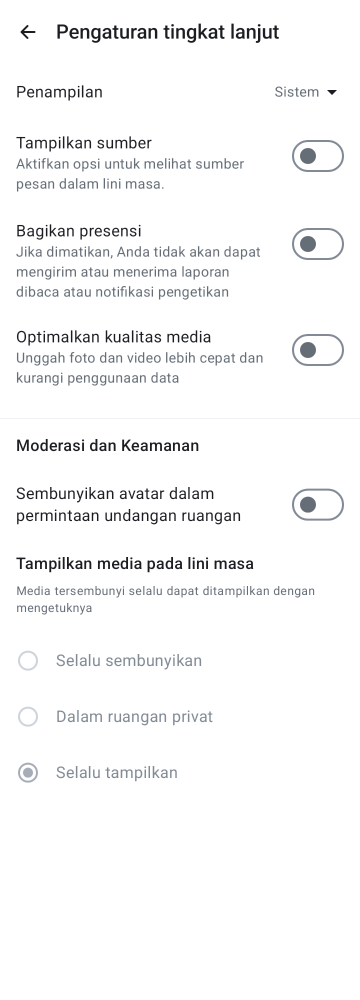 Pengaturan tingkat lanjut
Penampilan
Sistem
Tampilkan sumber
Aktifkan opsi untuk melihat sumber
pesan dalam lini masa.
Bagikan presensi
Jika dimatikan, Anda tidak akan dapat
mengirim atau menerima laporan
dibaca atau notifikasi pengetikan
Optimalkan kualitas media
Unggah foto dan video lebih cepat dan
kurangi penggunaan data
Moderasi dan Keamanan
Sembunyikan avatar dalam
permintaan undangan ruangan
Tampilkan media pada lini masa
Media tersembunyi selalu dapat ditampilkan dengan
mengetuknya
Selalu sembunyikan
Dalam ruangan privat
Selalu tampilkan